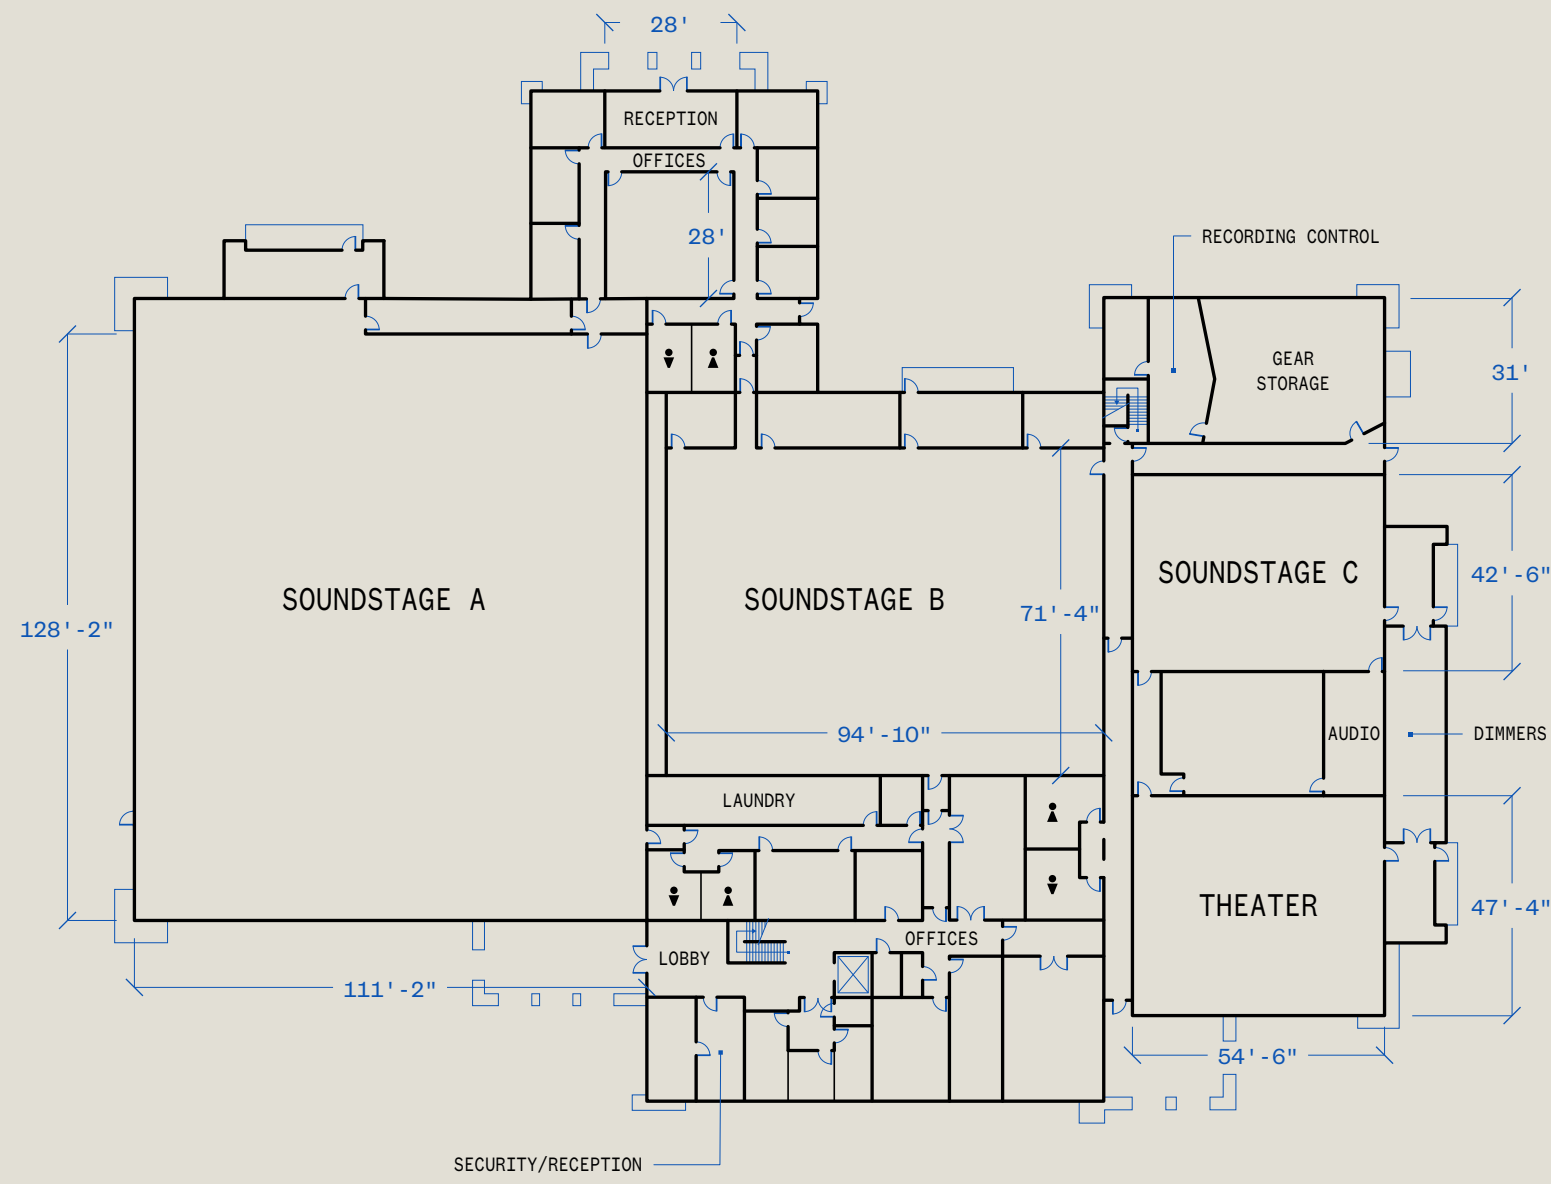 28'
RECEPTION
OFFICES
28'
RECORDING CONTROL
GEAR
STORAGE
31'
SOUNDSTAGE A
SOUNDSTAGE B
SOUNDSTAGE C
42'-6"
71'-4"
128'-2"
94'-10"
AUDIO
DIMMERS
LAUNDRY
THEATER
47'-4"
OFFICES
LOBBY
111'-2"
54'-6"
SECURITY/RECEPTION